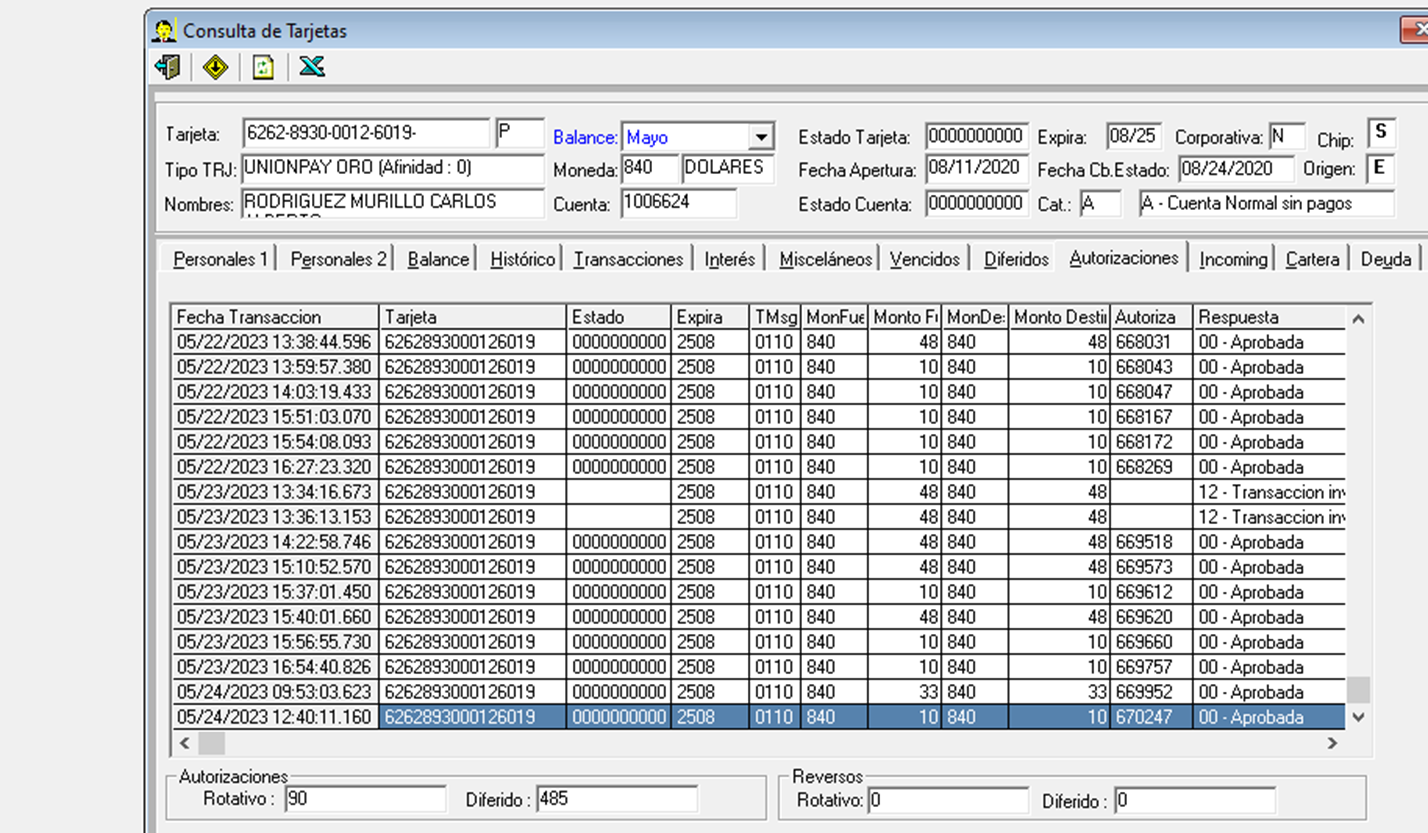 Consulta de Tarjetas
Tarjeta: 6262-8930-0012-6019- P Balance: Mayo Estado Tarjeta: 0000000000 Expira: 08/25 Corporativa: N Chip: S
Tipo TRJ: UNIONPAY ORO (Afinidad : 0) Moneda: 840 DOLARES Fecha Apertura: 08/11/2020 Fecha Cb.Estado: 08/24/2020 Origen: E
Nombres: RODRIGUEZ MURILLO CARLOS Cuenta: 1006624 Estado Cuenta: 0000000000 Cat.: A A - Cuenta Normal sin pagos
Personales 1 Personales 2 Balance Histórico Transacciones Interés Misceláneos Vencidos Diferidos Autorizaciones Incoming Cartera Deuda
Fecha Transaccion Tarjeta Estado Expira TMsg MonFue Monto Fu MonDes Monto Destin Autoriza Respuesta
05/22/2023 13:38:44.596 6262893000126019 0000000000 2508 0110 840 48 840 48 668031 00 - Aprobada
05/22/2023 13:59:57.380 6262893000126019 0000000000 2508 0110 840 10 840 10 668043 00 - Aprobada
05/22/2023 14:03:19.433 6262893000126019 0000000000 2508 0110 840 10 840 10 668047 00 - Aprobada
05/22/2023 15:51:03.070 6262893000126019 0000000000 2508 0110 840 10 840 10 668167 00 - Aprobada
05/22/2023 15:54:08.093 6262893000126019 0000000000 2508 0110 840 10 840 10 668172 00 - Aprobada
05/22/2023 16:27:23.320 6262893000126019 0000000000 2508 0110 840 10 840 10 668269 00 - Aprobada
05/23/2023 13:34:16.673 6262893000126019 2508 0110 840 48 840 48 12 - Transaccion inv
05/23/2023 13:36:13.153 6262893000126019 2508 0110 840 48 840 48 12 - Transaccion inv
05/23/2023 14:22:58.746 6262893000126019 0000000000 2508 0110 840 48 840 48 669518 00 - Aprobada
05/23/2023 15:10:52.570 6262893000126019 0000000000 2508 0110 840 48 840 48 669573 00 - Aprobada
05/23/2023 15:37:01.450 6262893000126019 0000000000 2508 0110 840 10 840 10 669612 00 - Aprobada
05/23/2023 15:40:01.660 6262893000126019 0000000000 2508 0110 840 48 840 48 669620 00 - Aprobada
05/23/2023 15:56:55.730 6262893000126019 0000000000 2508 0110 840 10 840 10 669660 00 - Aprobada
05/23/2023 16:54:40.826 6262893000126019 0000000000 2508 0110 840 10 840 10 669757 00 - Aprobada
05/24/2023 09:53:03.623 6262893000126019 0000000000 2508 0110 840 33 840 33 669952 00 - Aprobada
05/24/2023 12:40:11.160 6262893000126019 0000000000 2508 0110 840 10 840 10 670247 00 - Aprobada
Autorizaciones Reversos
Rotativo : 90 Diferido : 485 Rotativo: 0 Diferido : 0